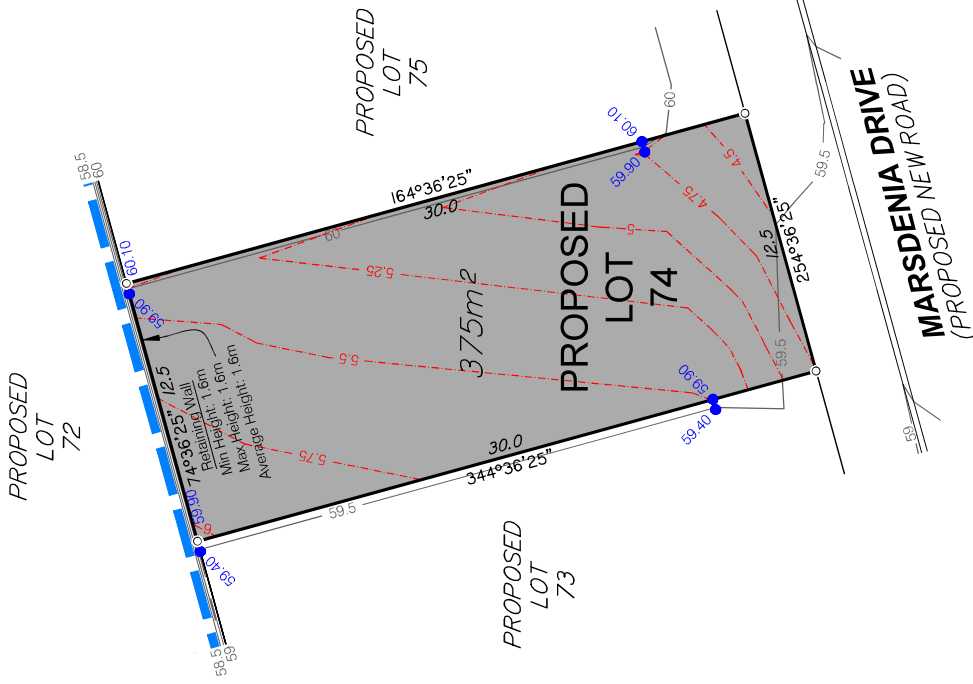 PROPOSED
LOT
75
MARSDENIA DRIVE
(PROPOSED NEW ROAD)
60
60.10
59.90
4.5
4.75
59.5
164°36'25"
30.0
58.5
60
60
60.10
59.90
5
5.25
375m2
PROPOSED
LOT
74
12.5
254°36'25"
5.5
59.5
59.90
59.40
Retaining Wall
Min Height: 1.6m
Max Height: 1.6m
Average Height: 1.6m
74°36'25"
12.5
PROPOSED
LOT
72
5.75
30.0
344°36'25"
59.90
6
59.40
59.5
59
58.5
59
PROPOSED
LOT
73